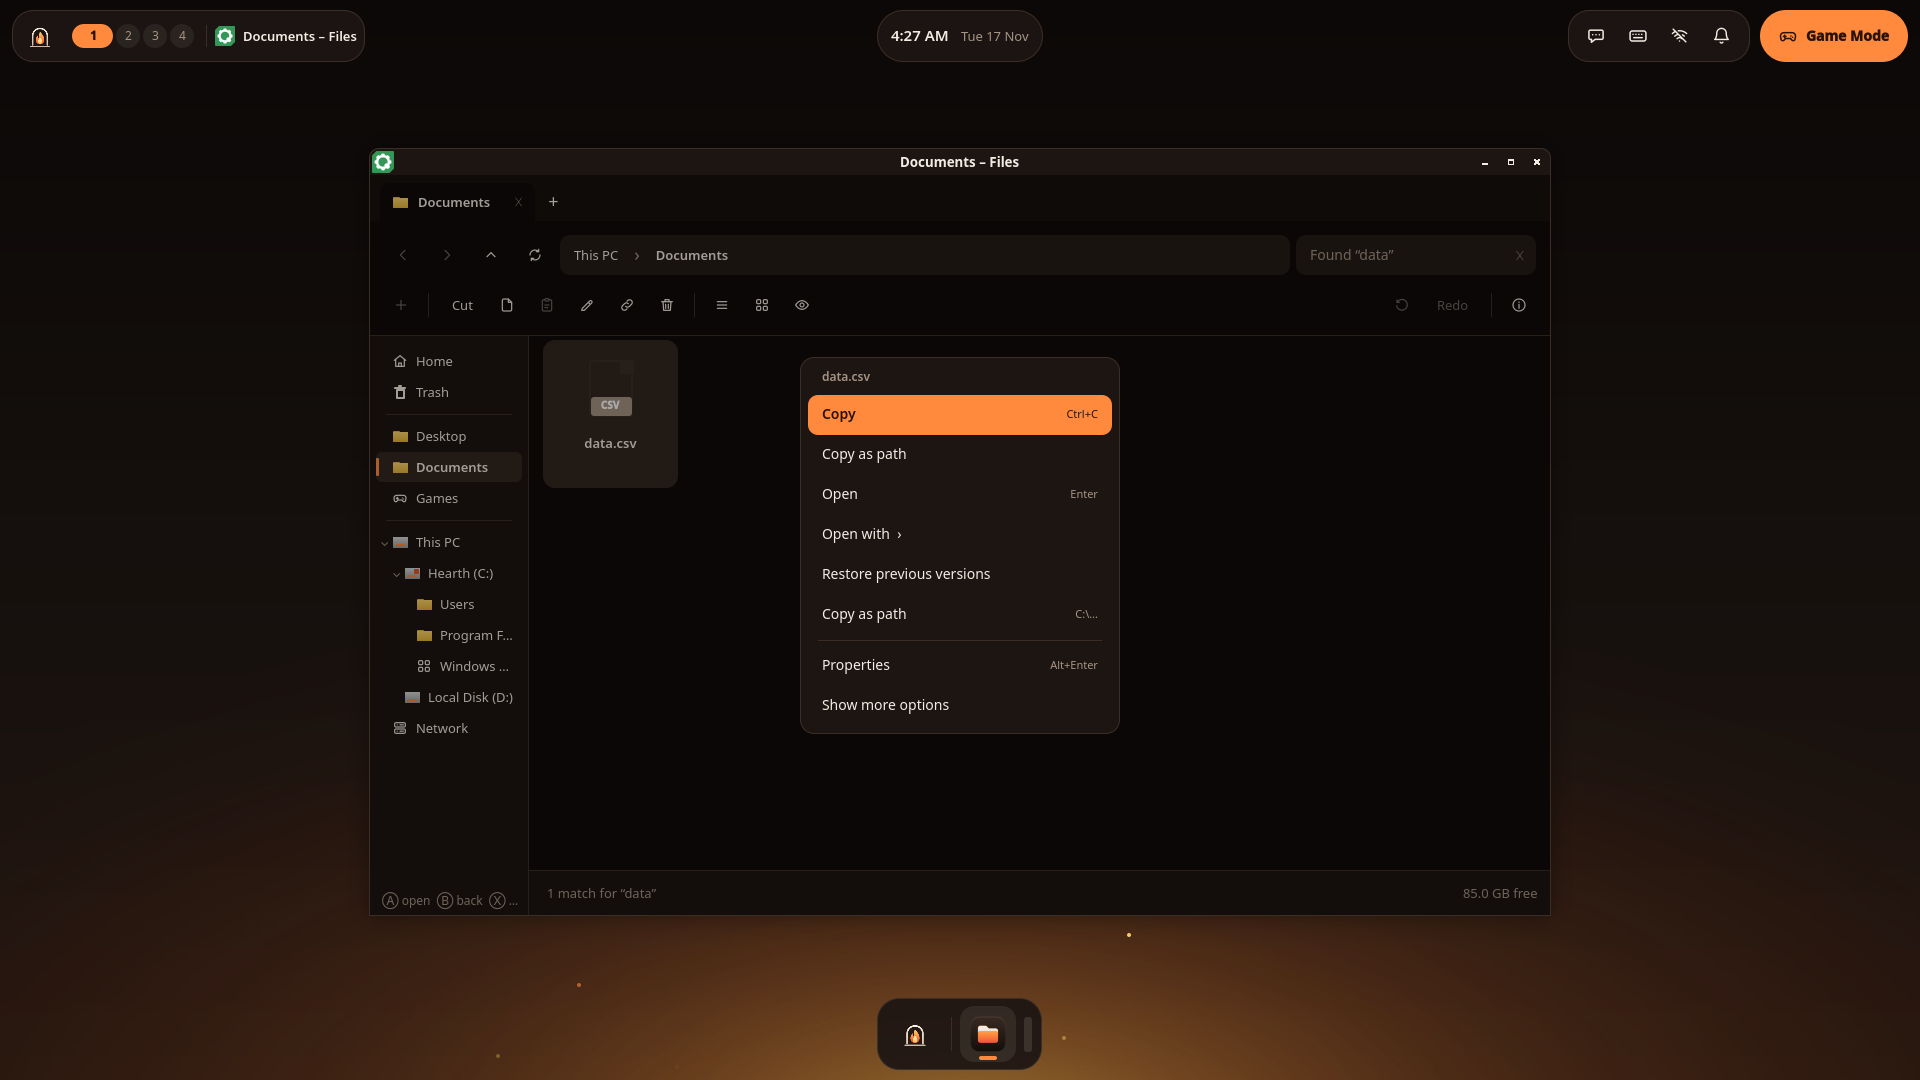 1 2 3 4 Documents – Files
4:27 AM Tue 17 Nov
Game Mode
Documents – Files
Documents X +
This PC › Documents
Found “data” X
Cut
Redo
Home
Trash
Desktop
Documents
Games
This PC
Hearth (C:)
Users
Program F...
Windows ...
Local Disk (D:)
Network
A open B back X ...
CSV
data.csv
data.csv
Copy Ctrl+C
Copy as path
Open Enter
Open with ›
Restore previous versions
Copy as path C:\...
Properties Alt+Enter
Show more options
1 match for “data”
85.0 GB free